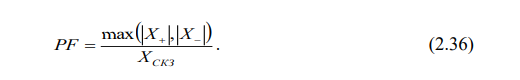 PF = max(|X₊|,|X₋|) / X_СКЗ . (2.36)